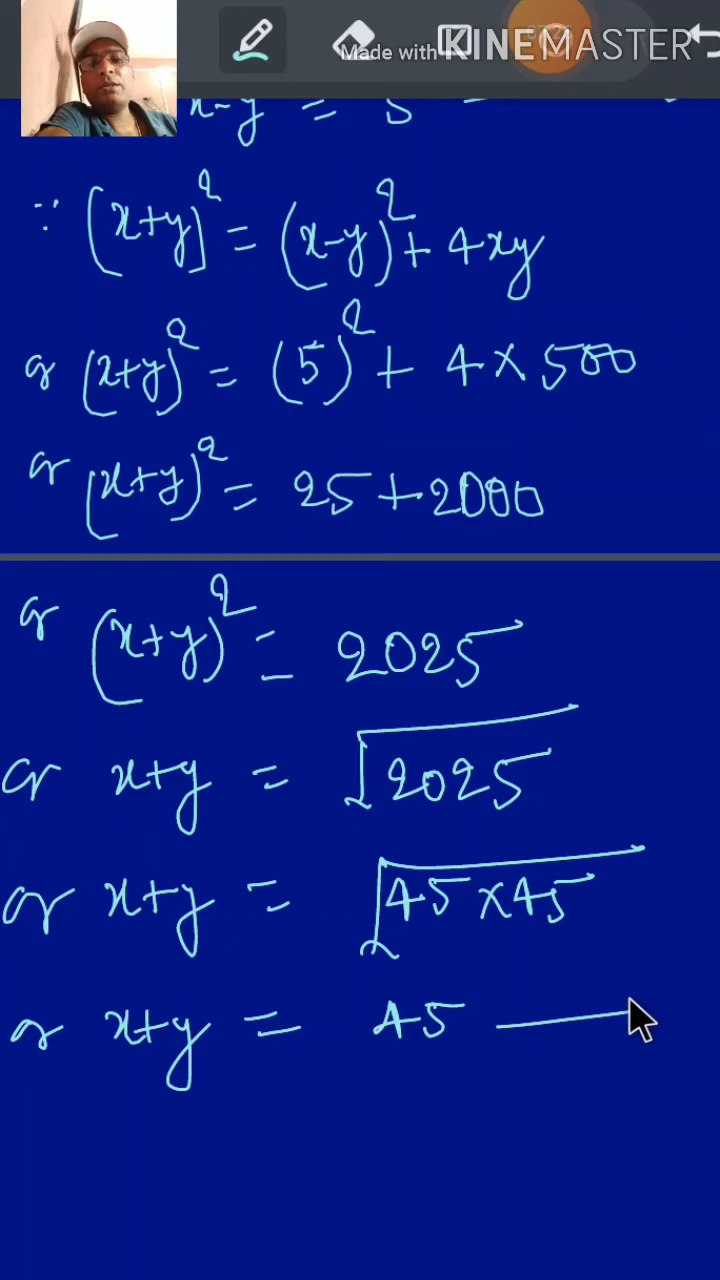 Made with KINEMASTER
x-y = 5
∵ (x+y)² = (x-y)² + 4xy
or (x+y)² = (5)² + 4×500
or (x+y)² = 25+2000
or (x+y)² = 2025
or x+y = √2025
or x+y = √45×45
or x+y = 45